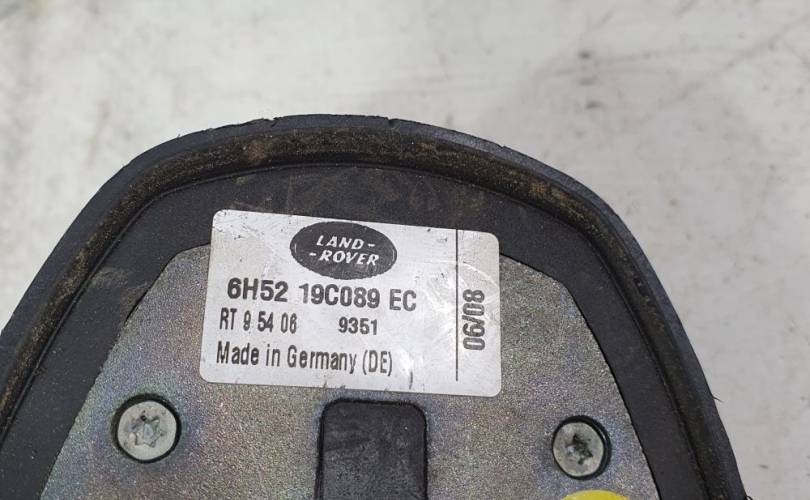 LAND-
-ROVER
6H52 19C089 EC
RT 9 54 06 9351
Made in Germany (DE)
06/08